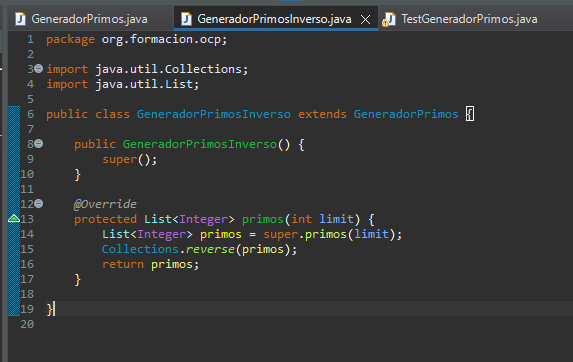 GeneradorPrimos.java GeneradorPrimosInverso.java TestGeneradorPrimos.java
1 package org.formacion.ocp;
2
3 import java.util.Collections;
4 import java.util.List;
5
6 public class GeneradorPrimosInverso extends GeneradorPrimos {
7
8     public GeneradorPrimosInverso() {
9         super();
10     }
11
12     @Override
13     protected List<Integer> primos(int limit) {
14         List<Integer> primos = super.primos(limit);
15         Collections.reverse(primos);
16         return primos;
17     }
18
19 }
20